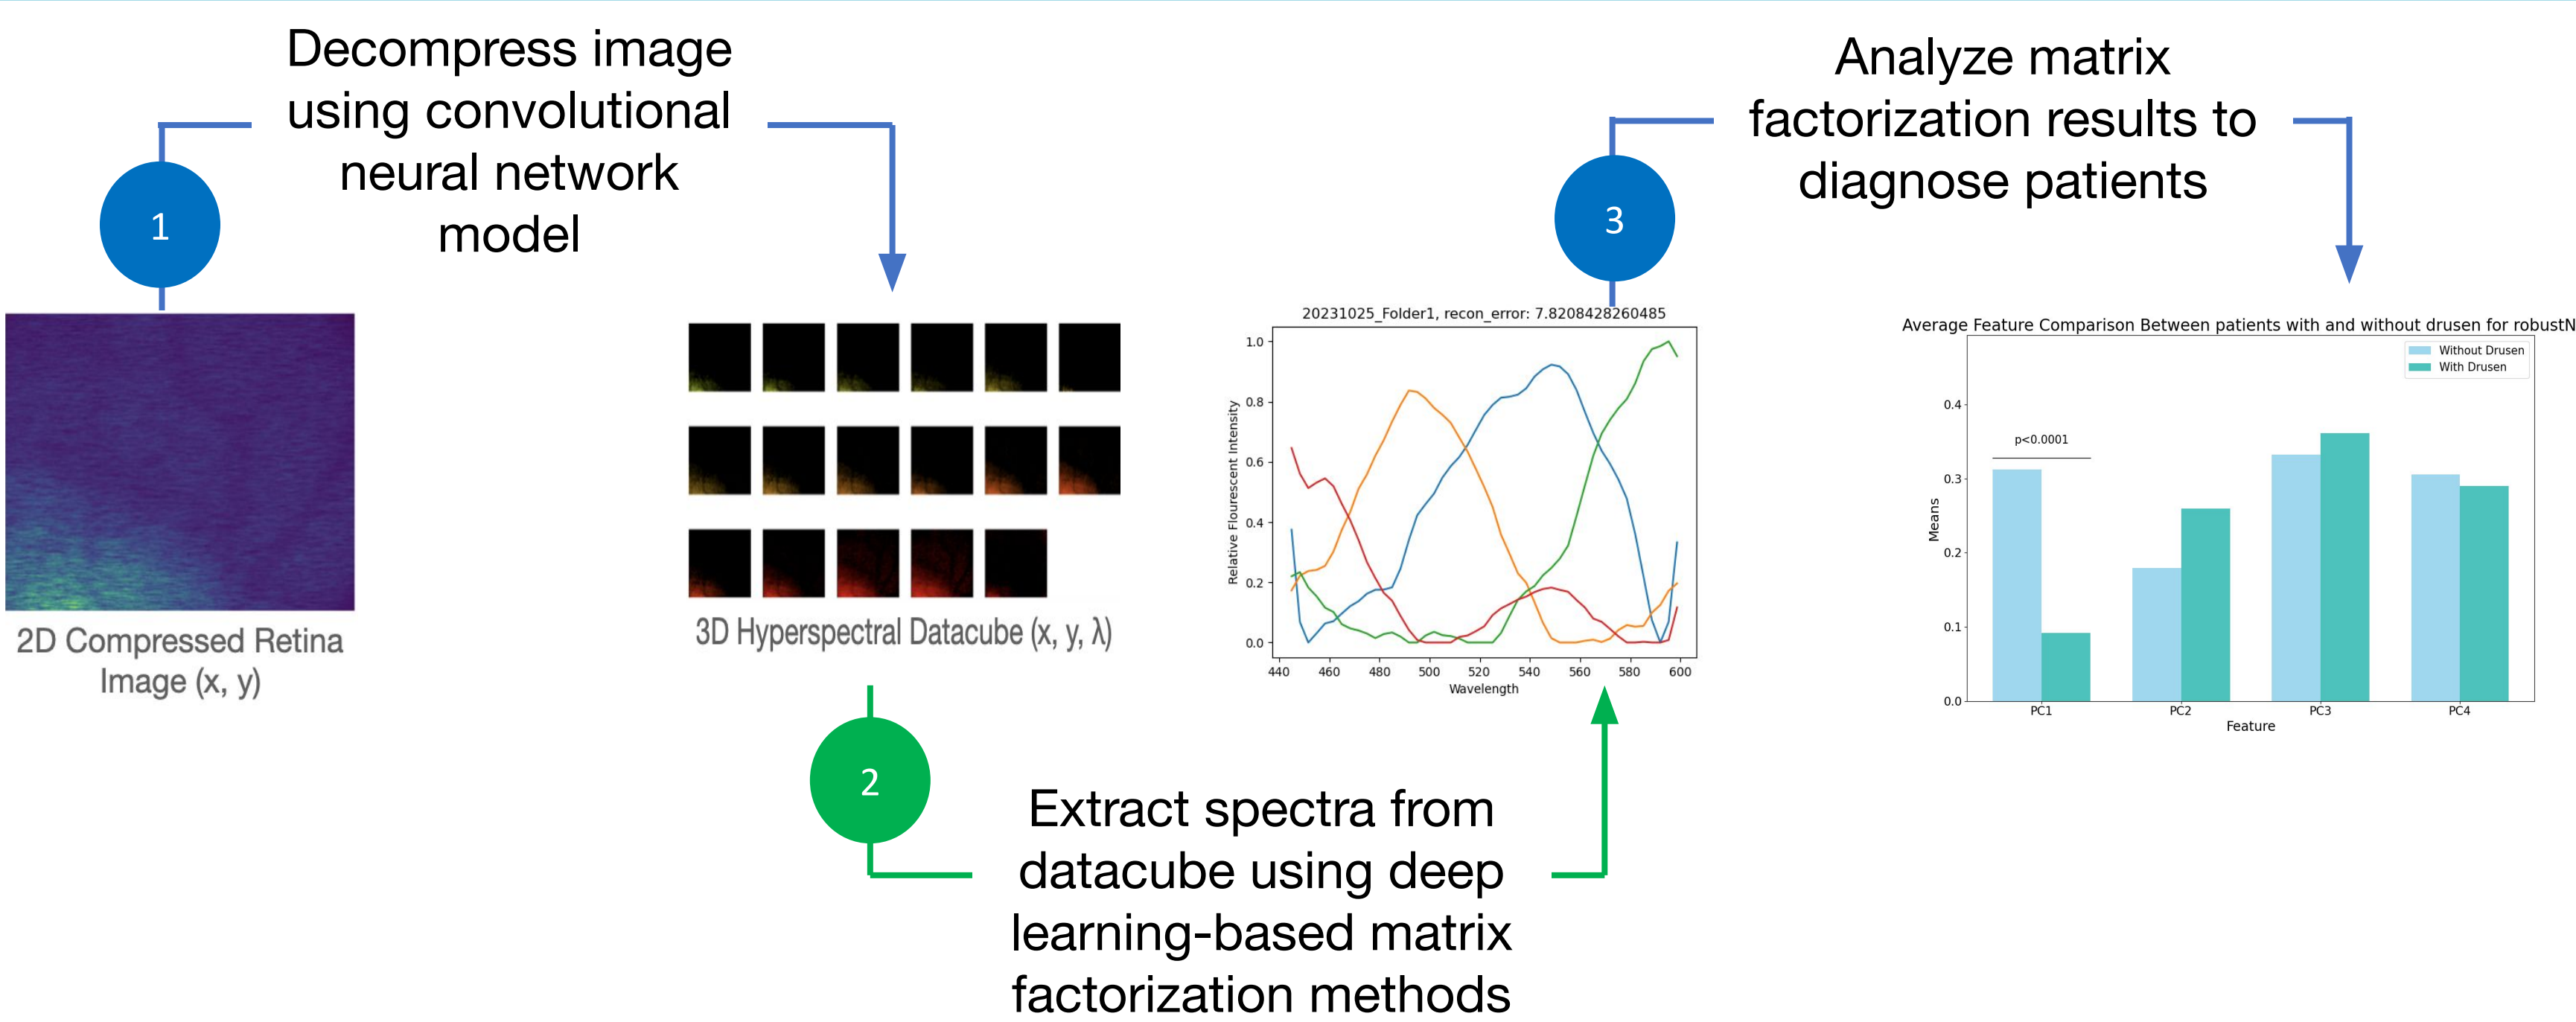 Decompress image
using convolutional
neural network
model
1
2D Compressed Retina
Image (x, y)
3D Hyperspectral Datacube (x, y, λ)
2
Extract spectra from
datacube using deep
learning-based matrix
factorization methods
20231025_Folder1, recon_error: 7.8208428260485
Relative Flourescent Intensity
1.0
0.8
0.6
0.4
0.2
0.0
440 460 480 500 520 540 560 580 600
Wavelength
3
Analyze matrix
factorization results to
diagnose patients
Average Feature Comparison Between patients with and without drusen for robustN
Without Drusen
With Drusen
p<0.0001
Means
0.4
0.3
0.2
0.1
0.0
PC1 PC2 PC3 PC4
Feature